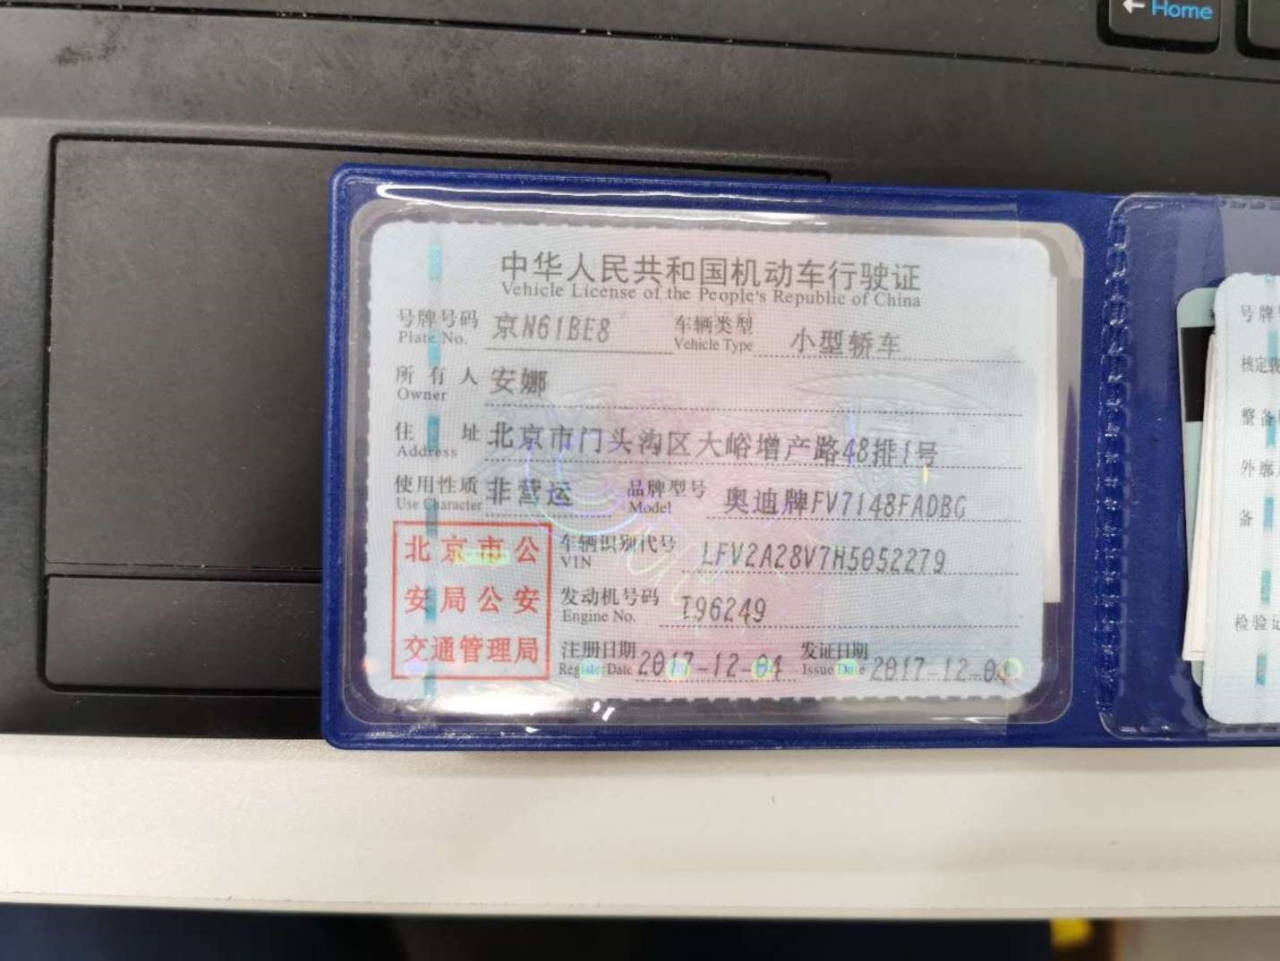 ← Home
中华人民共和国机动车行驶证
Vehicle License of the People's Republic of China
号牌号码 京N61BE8 车辆类型 小型轿车
Plate No. Vehicle Type
所有人 安娜
Owner
住址 北京市门头沟区大峪增产路48排1号
Address
使用性质 非营运 品牌型号 奥迪牌FV7148FADBG
Use Character Model
北京市公
安局公安
交通管理局
车辆识别代号 LFV2A28V7H5052279
VIN
发动机号码 I96249
Engine No.
注册日期 2017-12-04 发证日期 2017-12-04
Register Date Issue Date
号牌
核定
整备
外廓
备
检验记